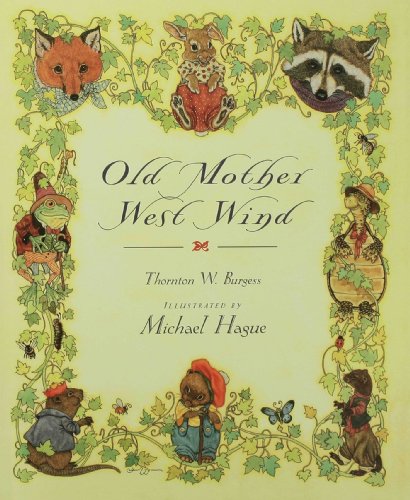 Old Mother
West Wind
Thornton W. Burgess
ILLUSTRATED BY
Michael Hague